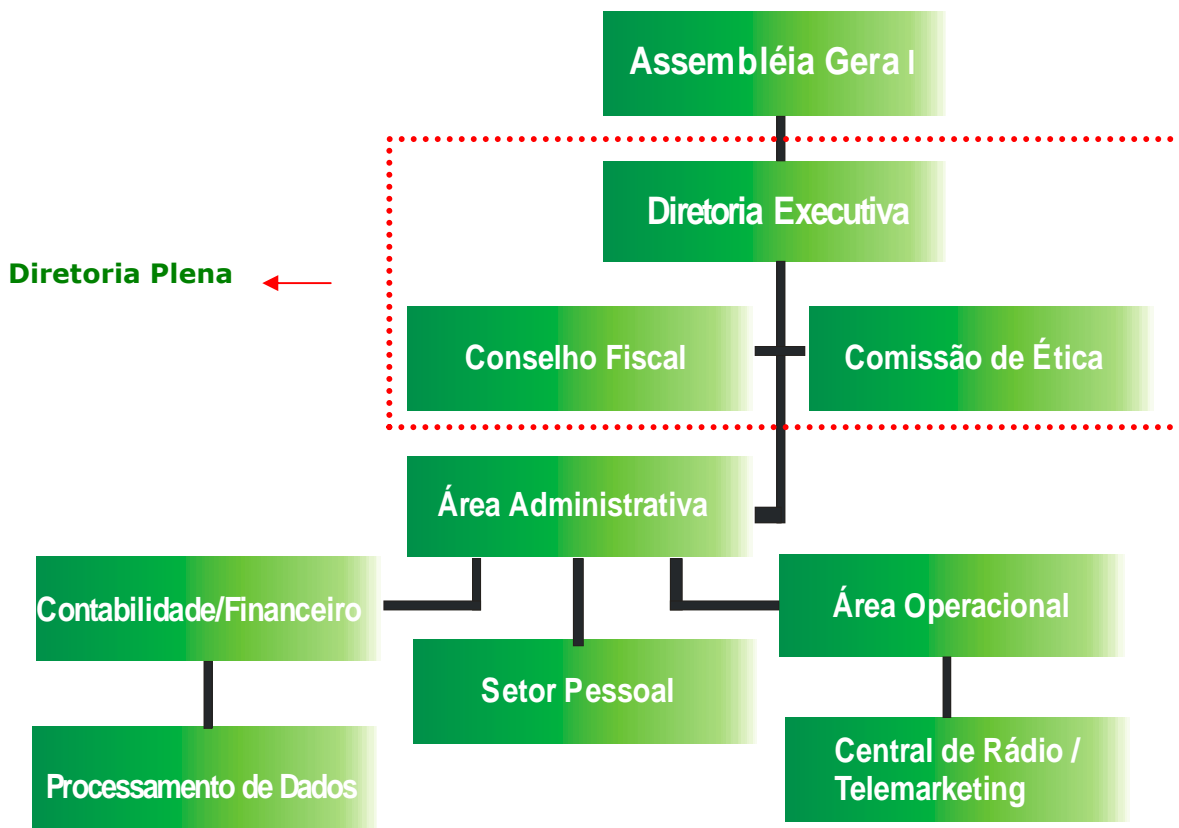 Assembléia Geral
Diretoria Executiva
Diretoria Plena
Conselho Fiscal
Comissão de Ética
Área Administrativa
Contabilidade/Financeiro
Área Operacional
Setor Pessoal
Processamento de Dados
Central de Rádio /
Telemarketing